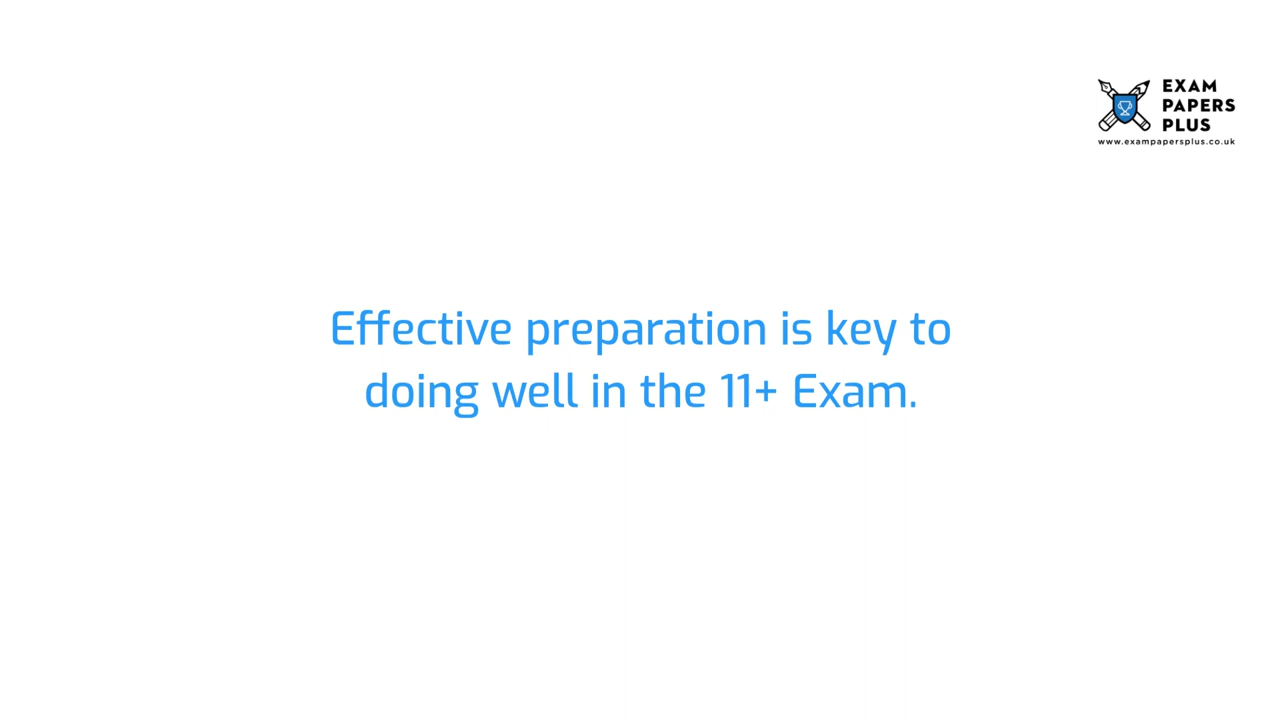 EXAM
PAPERS
PLUS
www.exampapersplus.co.uk
Effective preparation is key to
doing well in the 11+ Exam.